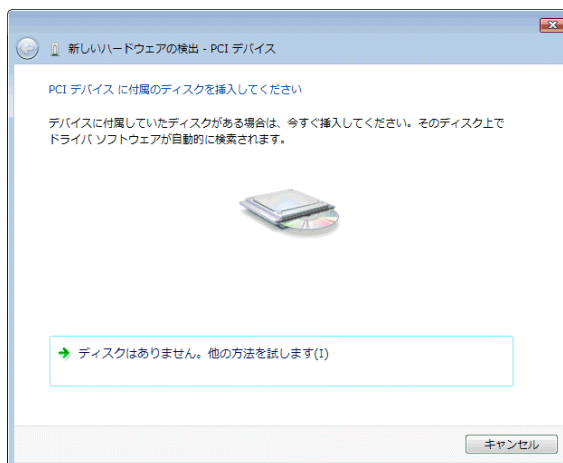 新しいハードウェアの検出 - PCI デバイス
PCI デバイス に付属のディスクを挿入してください
デバイスに付属していたディスクがある場合は、今すぐ挿入してください。そのディスク上で
ドライバ ソフトウェアが自動的に検索されます。
ディスクはありません。他の方法を試します(I)
キャンセル